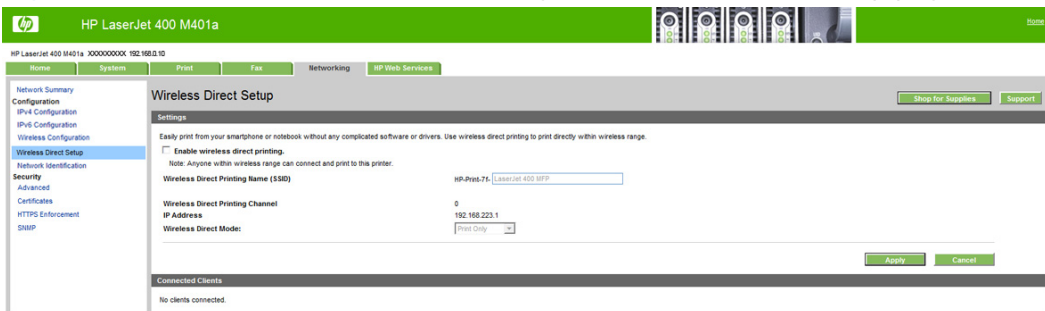 hp HP LaserJet 400 M401a
Home
HP LaserJet 400 M401a XXXXXXXXXX 192.168.0.10
Home System Print Fax Networking HP Web Services
Network Summary
Configuration
IPv4 Configuration
IPv6 Configuration
Wireless Configuration
Wireless Direct Setup
Network Identification
Security
Advanced
Certificates
HTTPS Enforcement
SNMP
Wireless Direct Setup
Shop for Supplies Support
Settings
Easily print from your smartphone or notebook without any complicated software or drivers. Use wireless direct printing to print directly within wireless range.
Enable wireless direct printing.
Note: Anyone within wireless range can connect and print to this printer.
Wireless Direct Printing Name (SSID) HP-Print-7f- LaserJet 400 MFP
Wireless Direct Printing Channel 0
IP Address 192.168.223.1
Wireless Direct Mode: Print Only
Apply Cancel
Connected Clients
No clients connected.